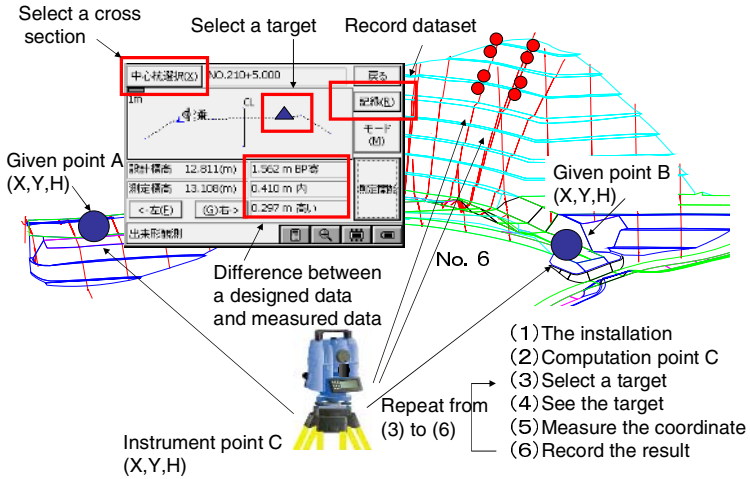 Select a cross
section
Select a target
Record dataset
中心杭選択(X)
NO.210+5.000
戻る
1m
CL
記録(R)
モード
(M)
設計標高 12.811(m)
1.562 m BP寄
測定標高 13.108(m)
0.410 m 内
測定開始
<-左(F)
(G)右->
0.297 m 高い
出来形観測
Given point A
(X,Y,H)
Given point B
(X,Y,H)
No. 6
Difference between
a designed data
and measured data
Instrument point C
(X,Y,H)
Repeat from
(3) to (6)
(1)The installation
(2)Computation point C
(3)Select a target
(4)See the target
(5)Measure the coordinate
(6)Record the result